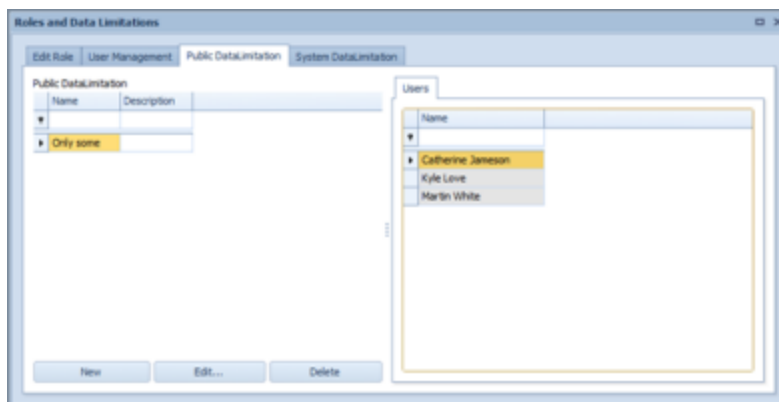 Roles and Data Limitations
Edit Role User Management Public DataLimitation System DataLimitation
Public DataLimitation
Name Description
Only some
New Edit... Delete
Users
Name
Catherine Jameson
Kyle Love
Martin White